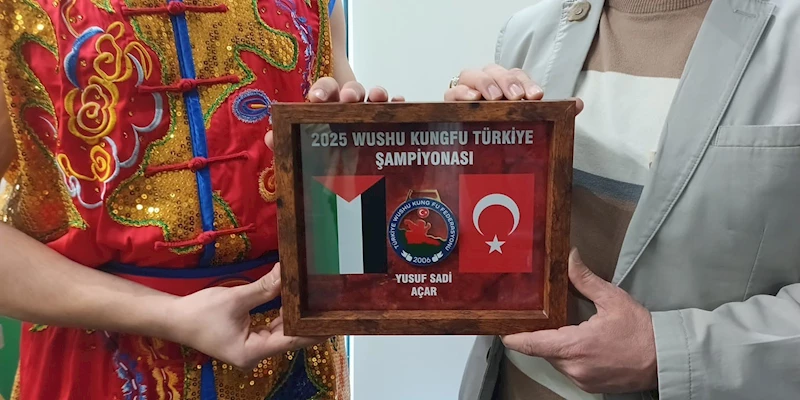 2025 WUSHU KUNGFU TÜRKİYE
ŞAMPİYONASI
TÜRKİYE WUSHU KUNG FU FEDERASYONU
2006
YUSUF SADİ
AÇAR